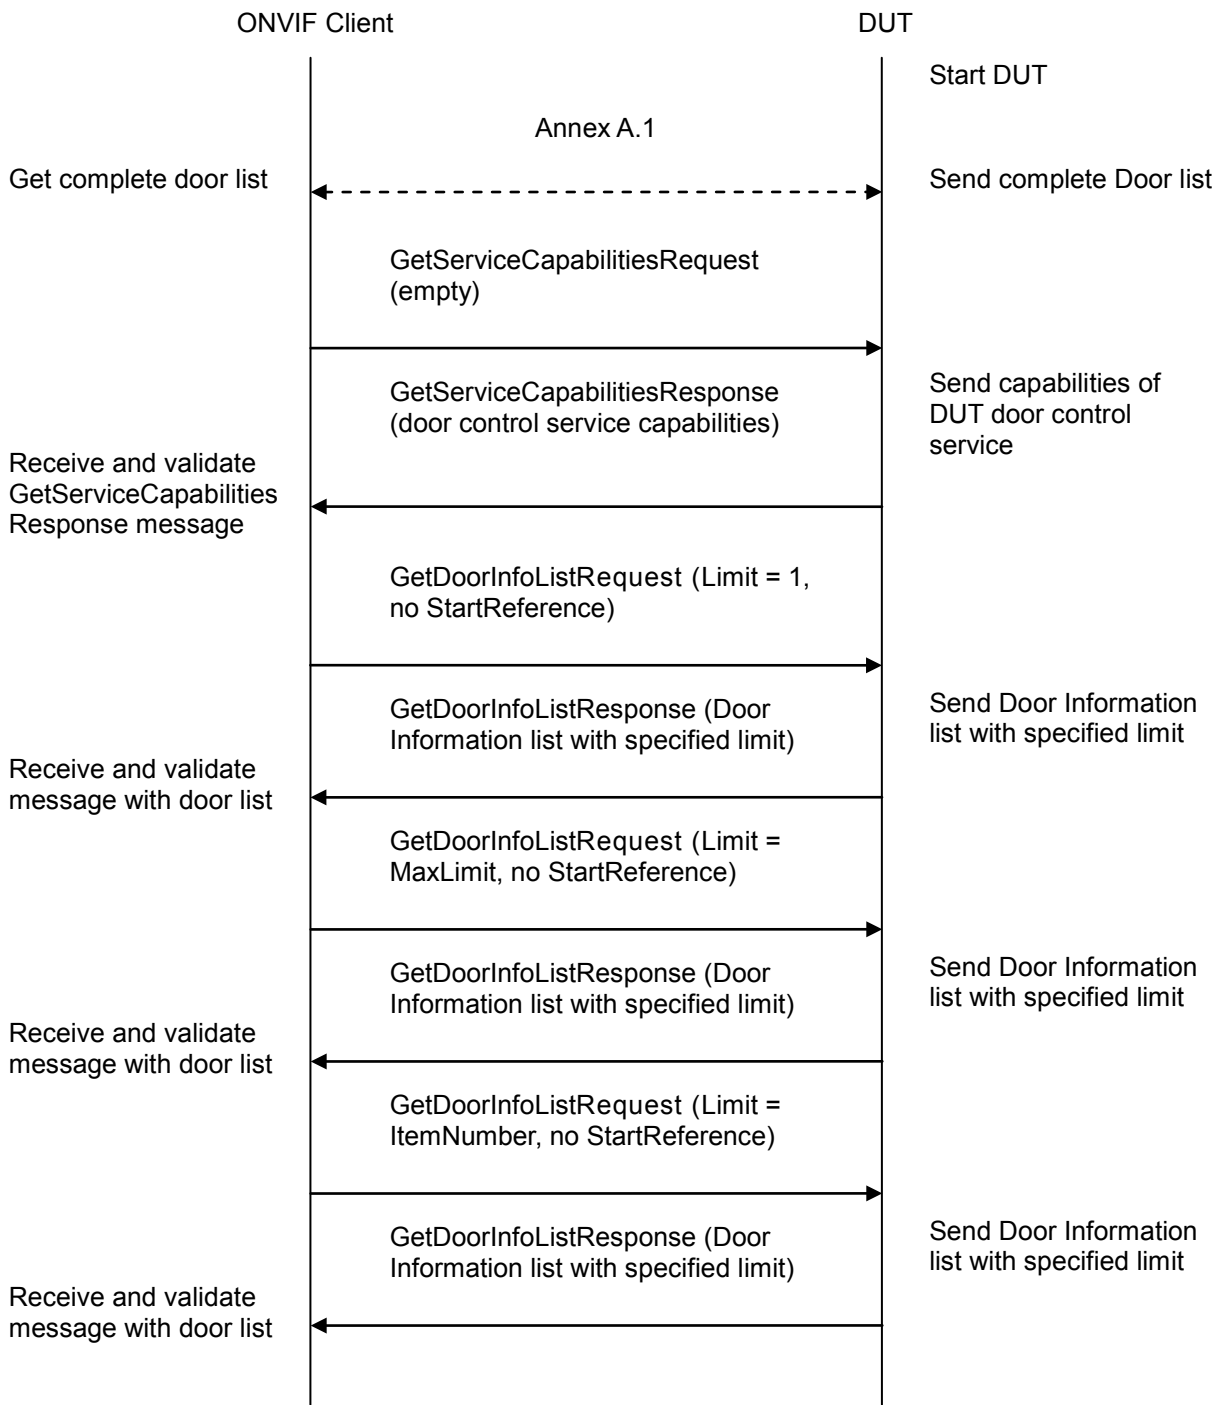 ONVIF Client
DUT
Start DUT
Annex A.1
Get complete door list
Send complete Door list
GetServiceCapabilitiesRequest
(empty)
GetServiceCapabilitiesResponse
(door control service capabilities)
Send capabilities of
DUT door control
service
Receive and validate
GetServiceCapabilities
Response message
GetDoorInfoListRequest (Limit = 1,
no StartReference)
GetDoorInfoListResponse (Door
Information list with specified limit)
Send Door Information
list with specified limit
Receive and validate
message with door list
GetDoorInfoListRequest (Limit =
MaxLimit, no StartReference)
GetDoorInfoListResponse (Door
Information list with specified limit)
Send Door Information
list with specified limit
Receive and validate
message with door list
GetDoorInfoListRequest (Limit =
ItemNumber, no StartReference)
GetDoorInfoListResponse (Door
Information list with specified limit)
Send Door Information
list with specified limit
Receive and validate
message with door list